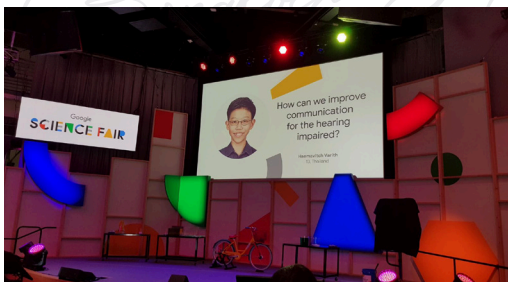 Google
SCIENCE FAIR
How can we improve
communication
for the hearing
impaired?